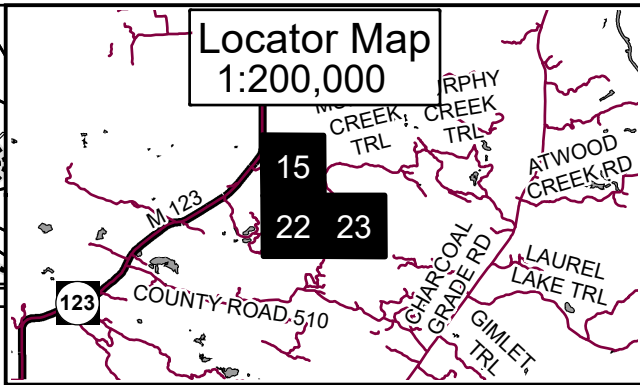 Locator Map
1:200,000
CREEK
TRL
CREEK
TRL
ATWOOD
CREEK RD
15
M 123
22
23
CHARCOAL
GRADE RD
LAUREL
LAKE TRL
123
COUNTY ROAD 510
GIMLET
TRL